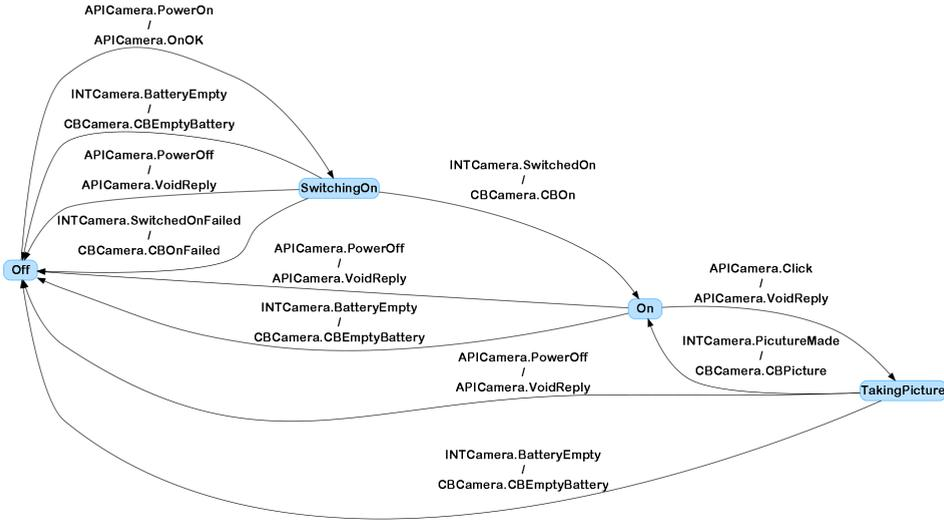 APICamera.PowerOn
/
APICamera.OnOK
INTCamera.BatteryEmpty
/
CBCamera.CBEmptyBattery
APICamera.PowerOff
/
APICamera.VoidReply
INTCamera.SwitchedOnFailed
/
CBCamera.CBOnFailed
SwitchingOn
INTCamera.SwitchedOn
/
CBCamera.CBOn
Off
APICamera.PowerOff
/
APICamera.VoidReply
INTCamera.BatteryEmpty
/
CBCamera.CBEmptyBattery
On
APICamera.Click
/
APICamera.VoidReply
INTCamera.PicutureMade
/
CBCamera.CBPicture
APICamera.PowerOff
/
APICamera.VoidReply
TakingPicture
INTCamera.BatteryEmpty
/
CBCamera.CBEmptyBattery